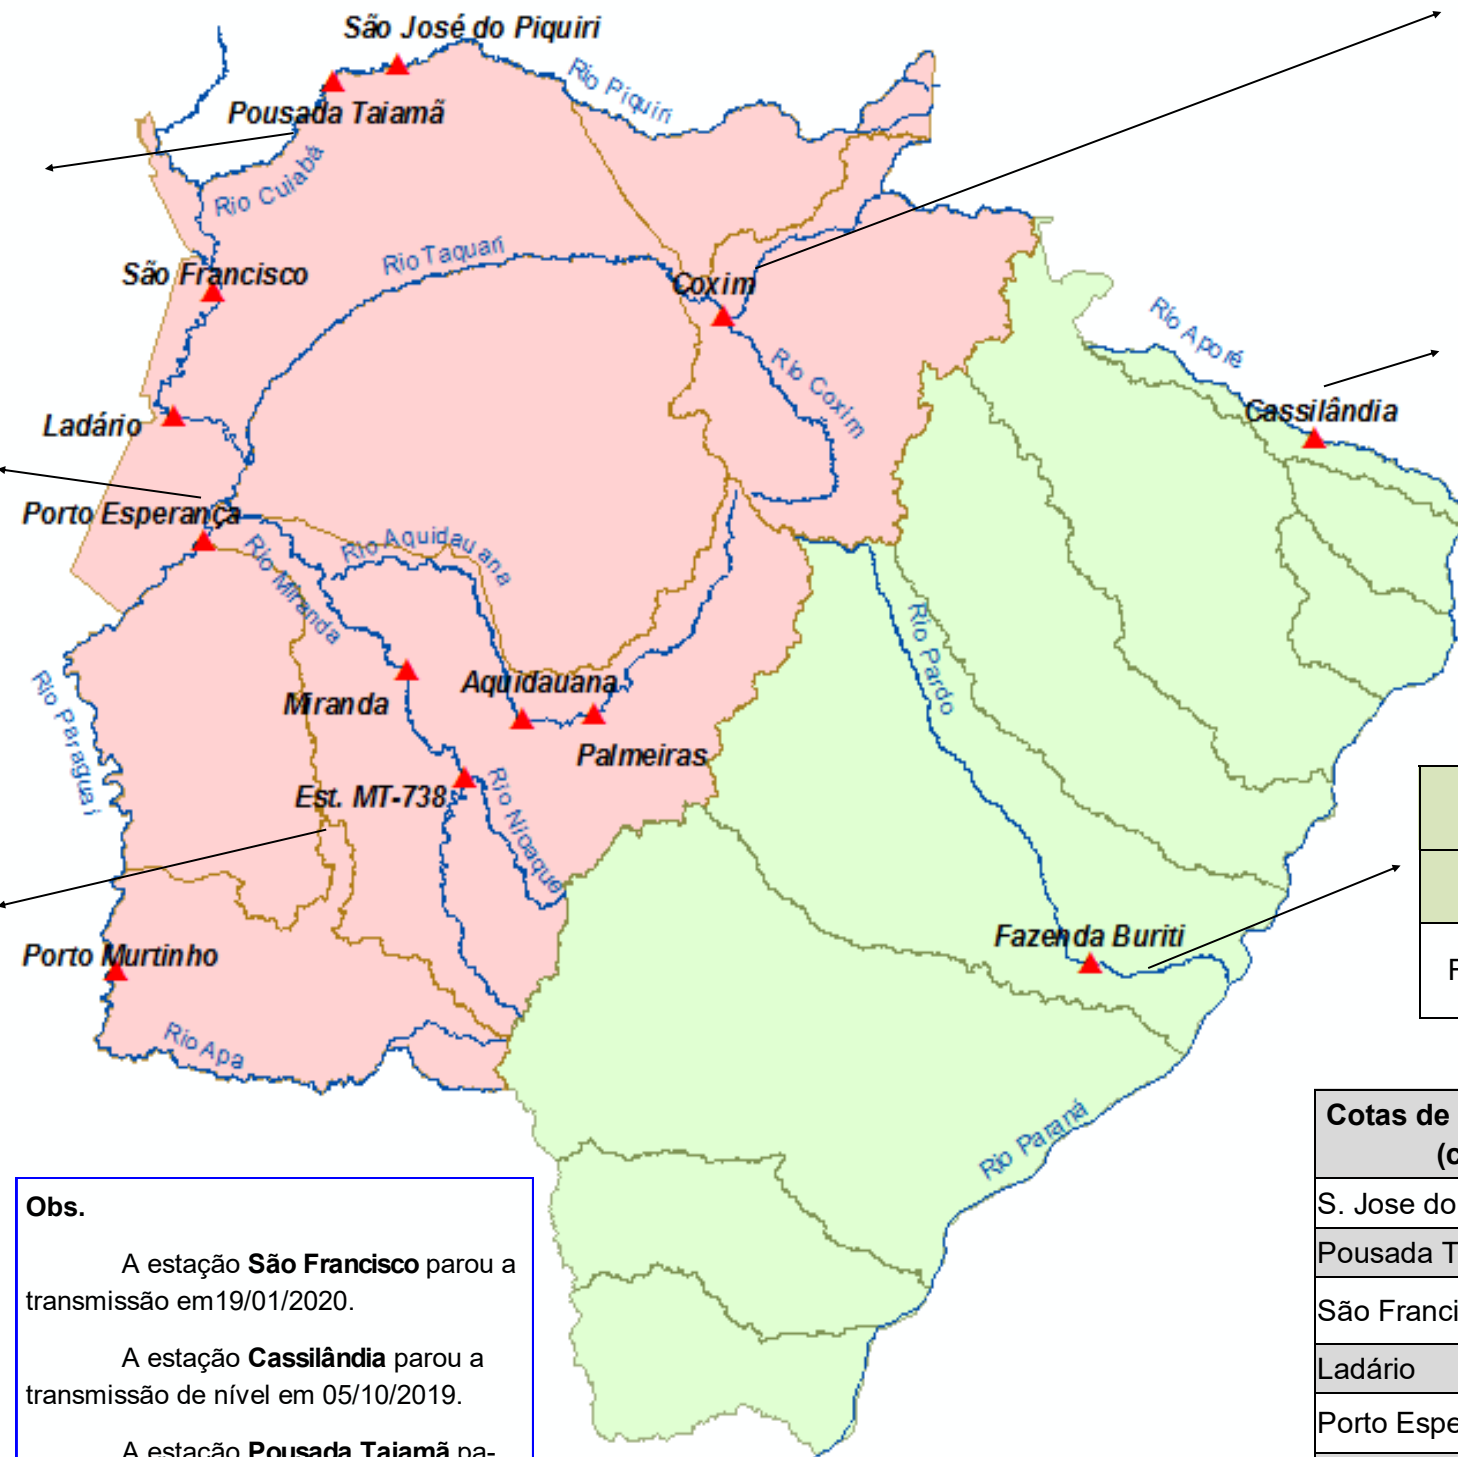 São José do Piquiri
Rio Piquiri
Pousada Taiamã
Rio Cuiabá
Rio Taquari
São Francisco
Coxim
Rio Aporé
Rio Coxim
Cassilândia
Ladário
Porto Esperança
Rio Aquidauana
Rio Miranda
Rio Pardo
Rio Paraguai
Aquidauana
Miranda
Palmeiras
Est. MT-738
Rio Nioaque
Fazenda Buriti
Porto Murtinho
Rio Apa
Rio Paraná
Obs.
A estação São Francisco parou a
transmissão em19/01/2020.
A estação Cassilândia parou a
transmissão de nível em 05/10/2019.
A estação Pousada Taiamã pa-
F
Cotas de
(c
S. Jose do
Pousada T
São Franci
Ladário
Porto Espe